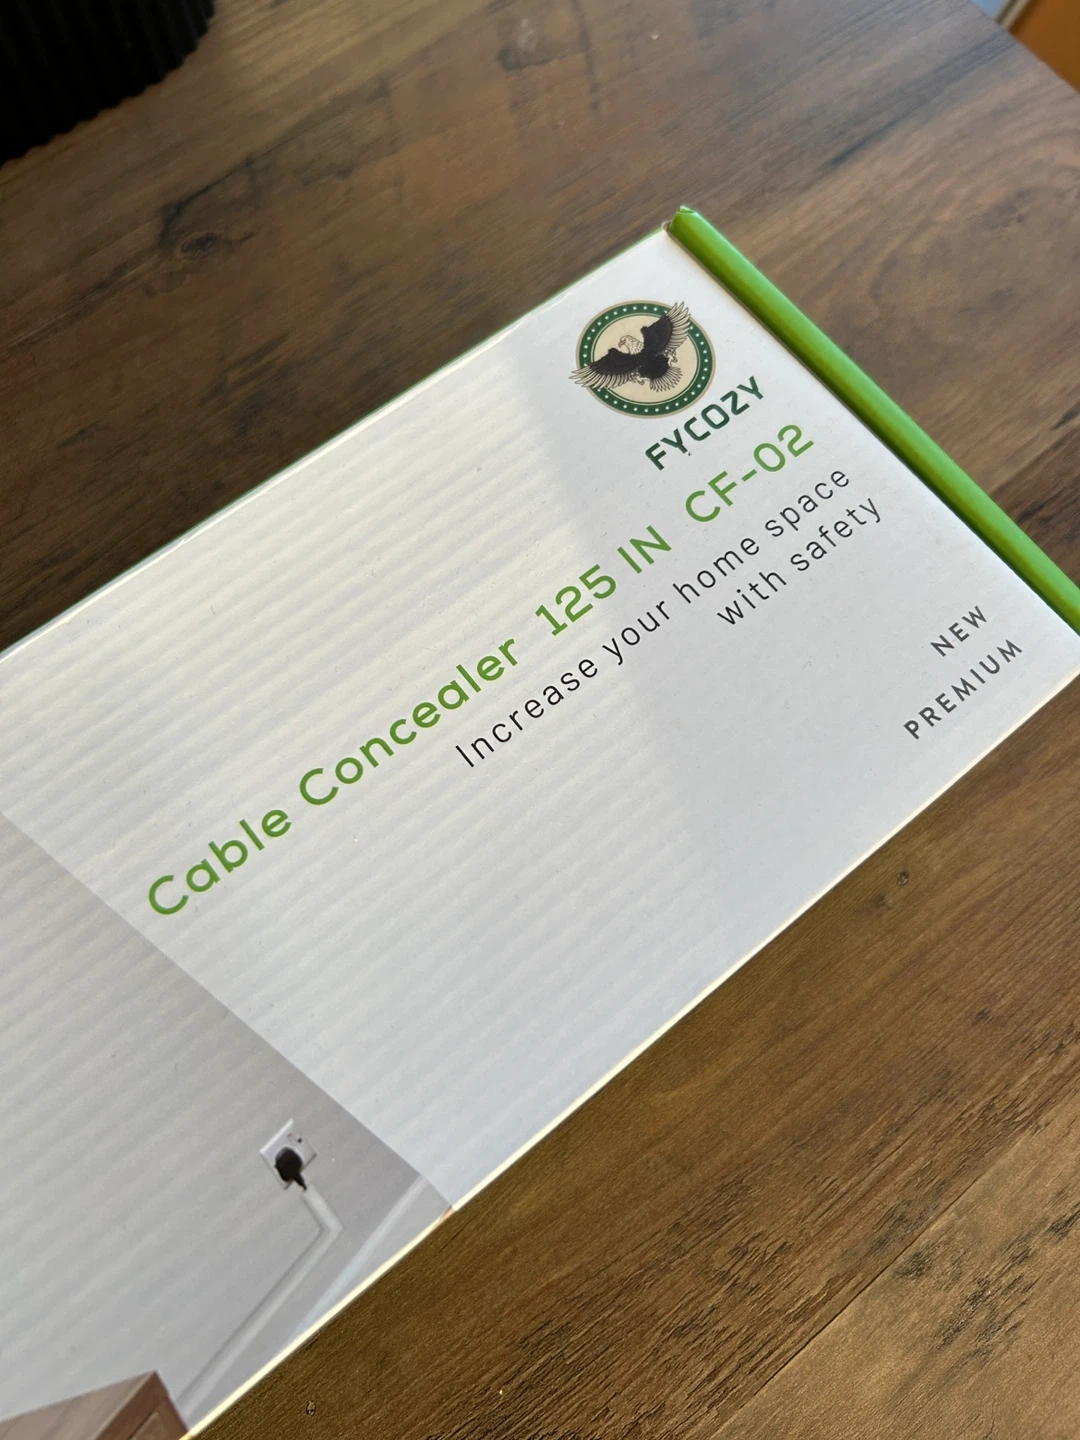 FYCOZY
Cable Concealer 125 IN CF-02
Increase your home space
with safety
NEW
PREMIUM